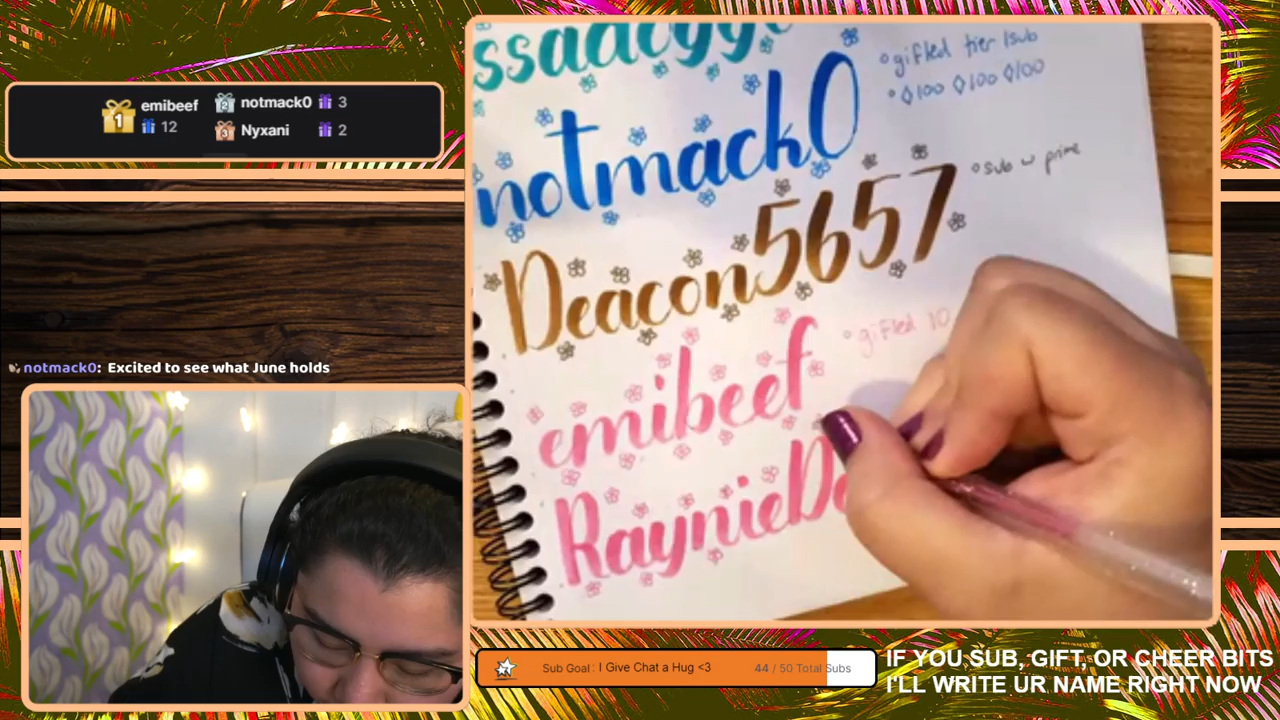 emibeef
12
notmack0 3
Nyxani 2
notmack0: Excited to see what June holds
notmack0
gifted tier 1 sub
◊100 ◊100 ◊100
Deacon5657
sub w prime
emibeef
gifted 10
Raynie
Sub Goal: I Give Chat a Hug <3 44 / 50 Total Subs
IF YOU SUB, GIFT, OR CHEER BITS
I'LL WRITE UR NAME RIGHT NOW